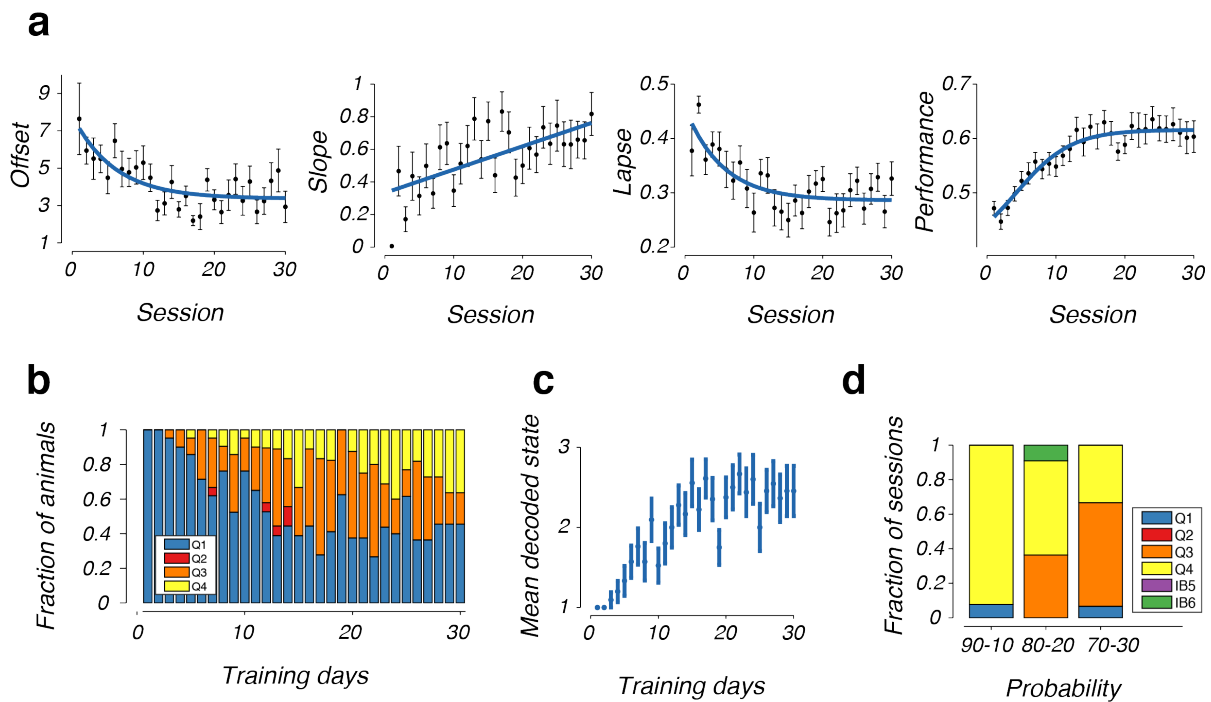 a
Offset
9
7
5
3
1
0
10
20
30
Session
Slope
1
0.8
0.6
0.4
0.2
0
0
10
20
30
Session
Lapse
0.5
0.4
0.3
0.2
0
10
20
30
Session
Performance
0.7
0.6
0.5
0
10
20
30
Session
b
Fraction of animals
1
0.8
0.6
0.4
0.2
0
Q1
Q2
Q3
Q4
0
10
20
30
Training days
c
Mean decoded state
3
2
1
0
10
20
30
Training days
d
Fraction of sessions
1
0.8
0.6
0.4
0.2
0
90-10
80-20
70-30
Probability
Q1
Q2
Q3
Q4
IB5
IB6